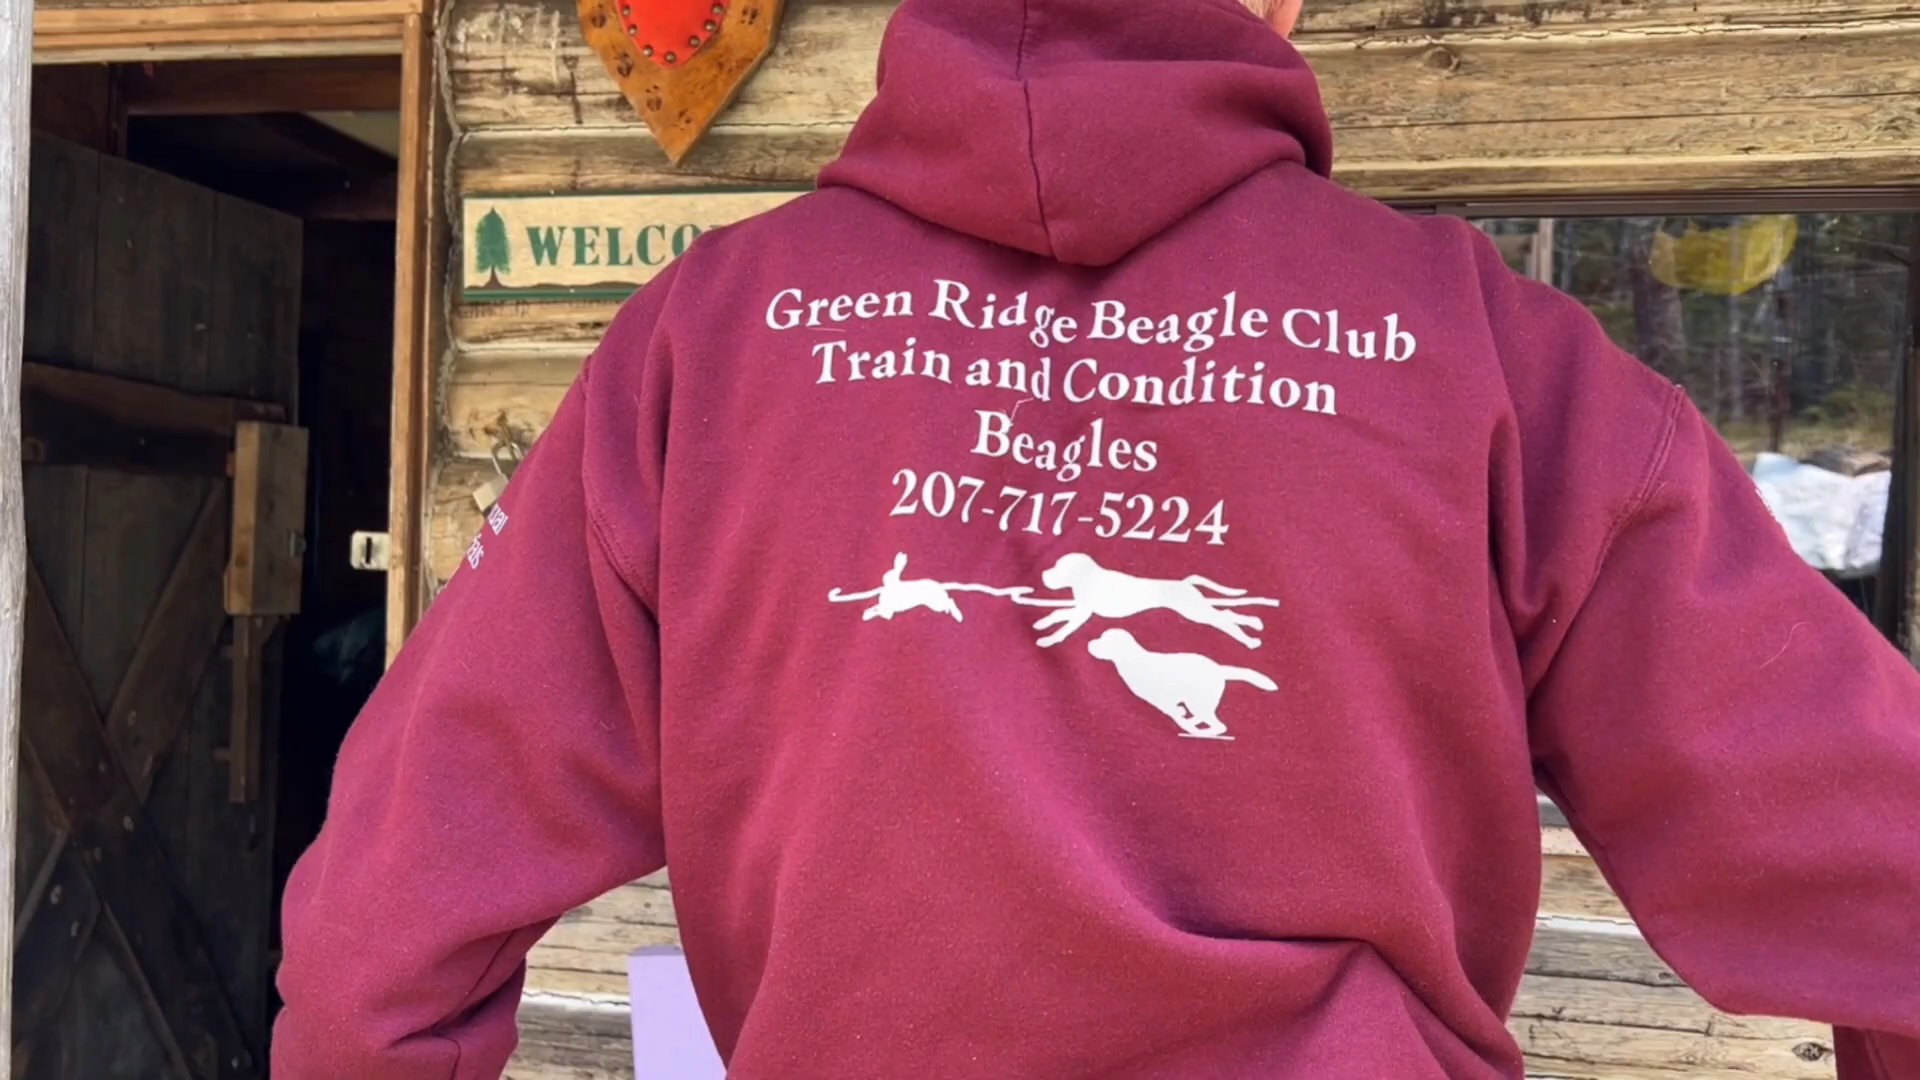 WELCO
Green Ridge Beagle Club
Train and Condition
Beagles
207-717-5224